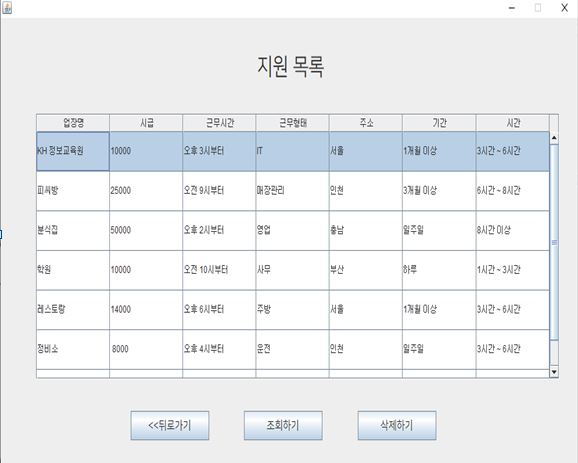 지원 목록
업장명 시급 근무시간 근무형태 주소 기간 시간
KH 정보교육원 10000 오후 3시부터 IT 서울 1개월 이상 3시간 ~ 6시간
피씨방 25000 오전 9시부터 매장관리 인천 3개월 이상 6시간 ~ 8시간
분식집 50000 오후 2시부터 영업 충남 일주일 8시간 이상
학원 10000 오전 10시부터 사무 부산 하루 1시간 ~ 3시간
레스토랑 14000 오후 6시부터 주방 서울 1개월 이상 3시간 ~ 6시간
정비소 8000 오후 4시부터 운전 인천 일주일 3시간 ~ 6시간
<<뒤로가기 조회하기 삭제하기